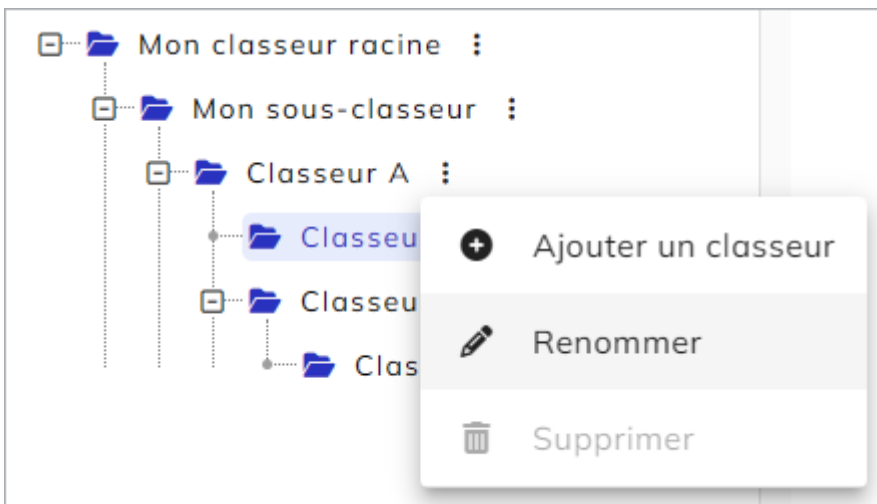 Mon classeur racine
Mon sous-classeur
Classeur A
Classeu
Ajouter un classeur
Classeu
Renommer
Clas
Supprimer